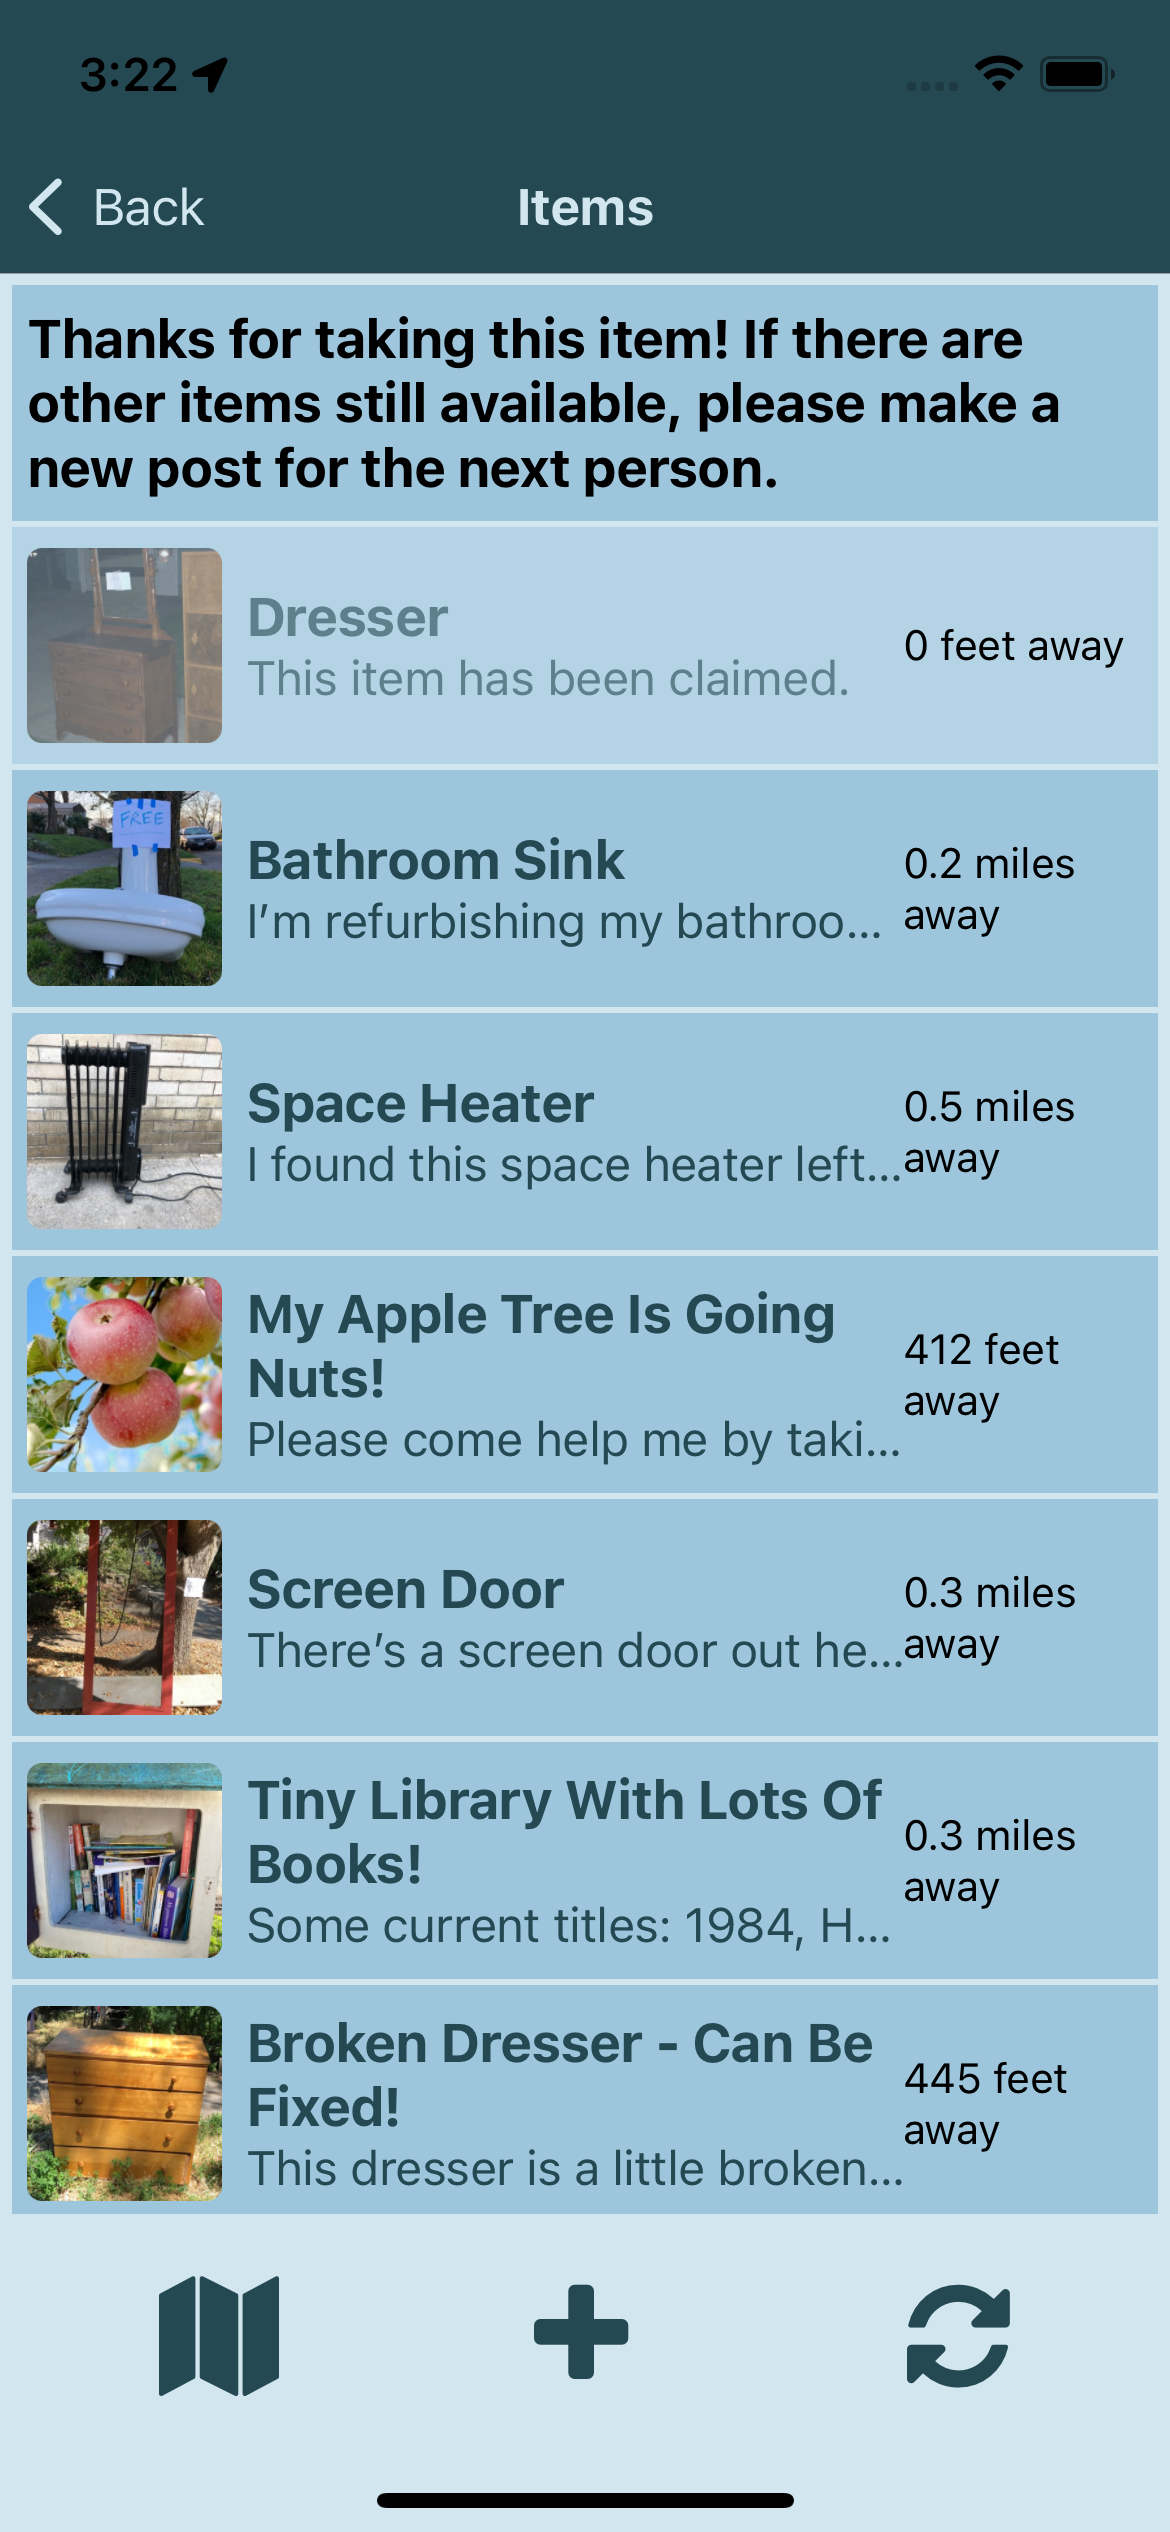 3:22
Back
Items
Thanks for taking this item! If there are
other items still available, please make a
new post for the next person.
Dresser
This item has been claimed.
0 feet away
FREE
Bathroom Sink
I’m refurbishing my bathroo...
0.2 miles
away
Space Heater
I found this space heater left...
0.5 miles
away
My Apple Tree Is Going
Nuts!
Please come help me by taki...
412 feet
away
Screen Door
There’s a screen door out he...
0.3 miles
away
Tiny Library With Lots Of
Books!
Some current titles: 1984, H...
0.3 miles
away
Broken Dresser - Can Be
Fixed!
This dresser is a little broken...
445 feet
away